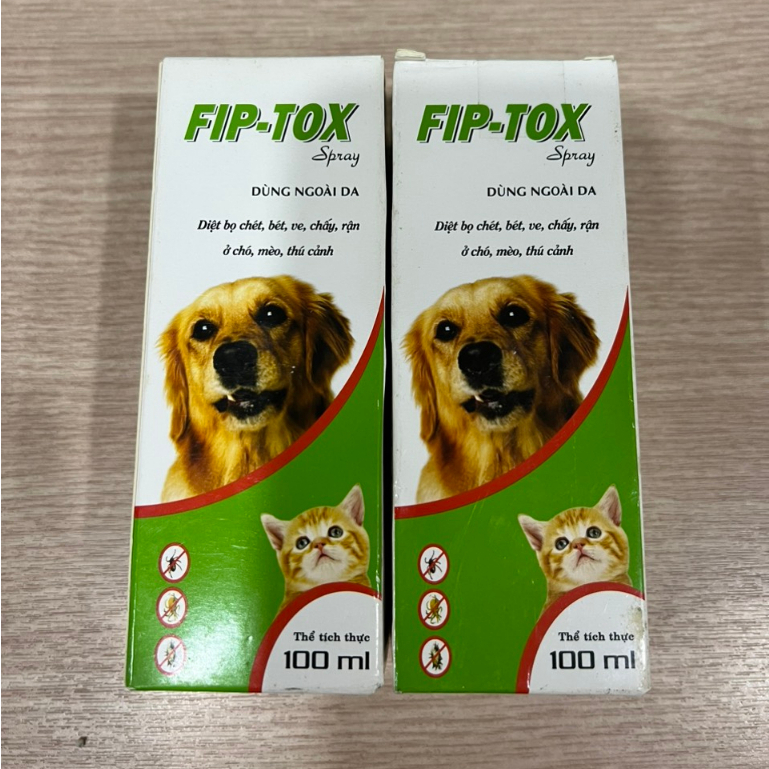 FIP-TOX
Spray
DÙNG NGOÀI DA
Diệt bọ chét, bét, ve, chấy, rận
ở chó, mèo, thú cảnh
Thể tích thực
100 ml
FIP-TOX
Spray
DÙNG NGOÀI DA
Diệt bọ chét, bét, ve, chấy, rận
ở chó, mèo, thú cảnh
Thể tích thực
100 ml